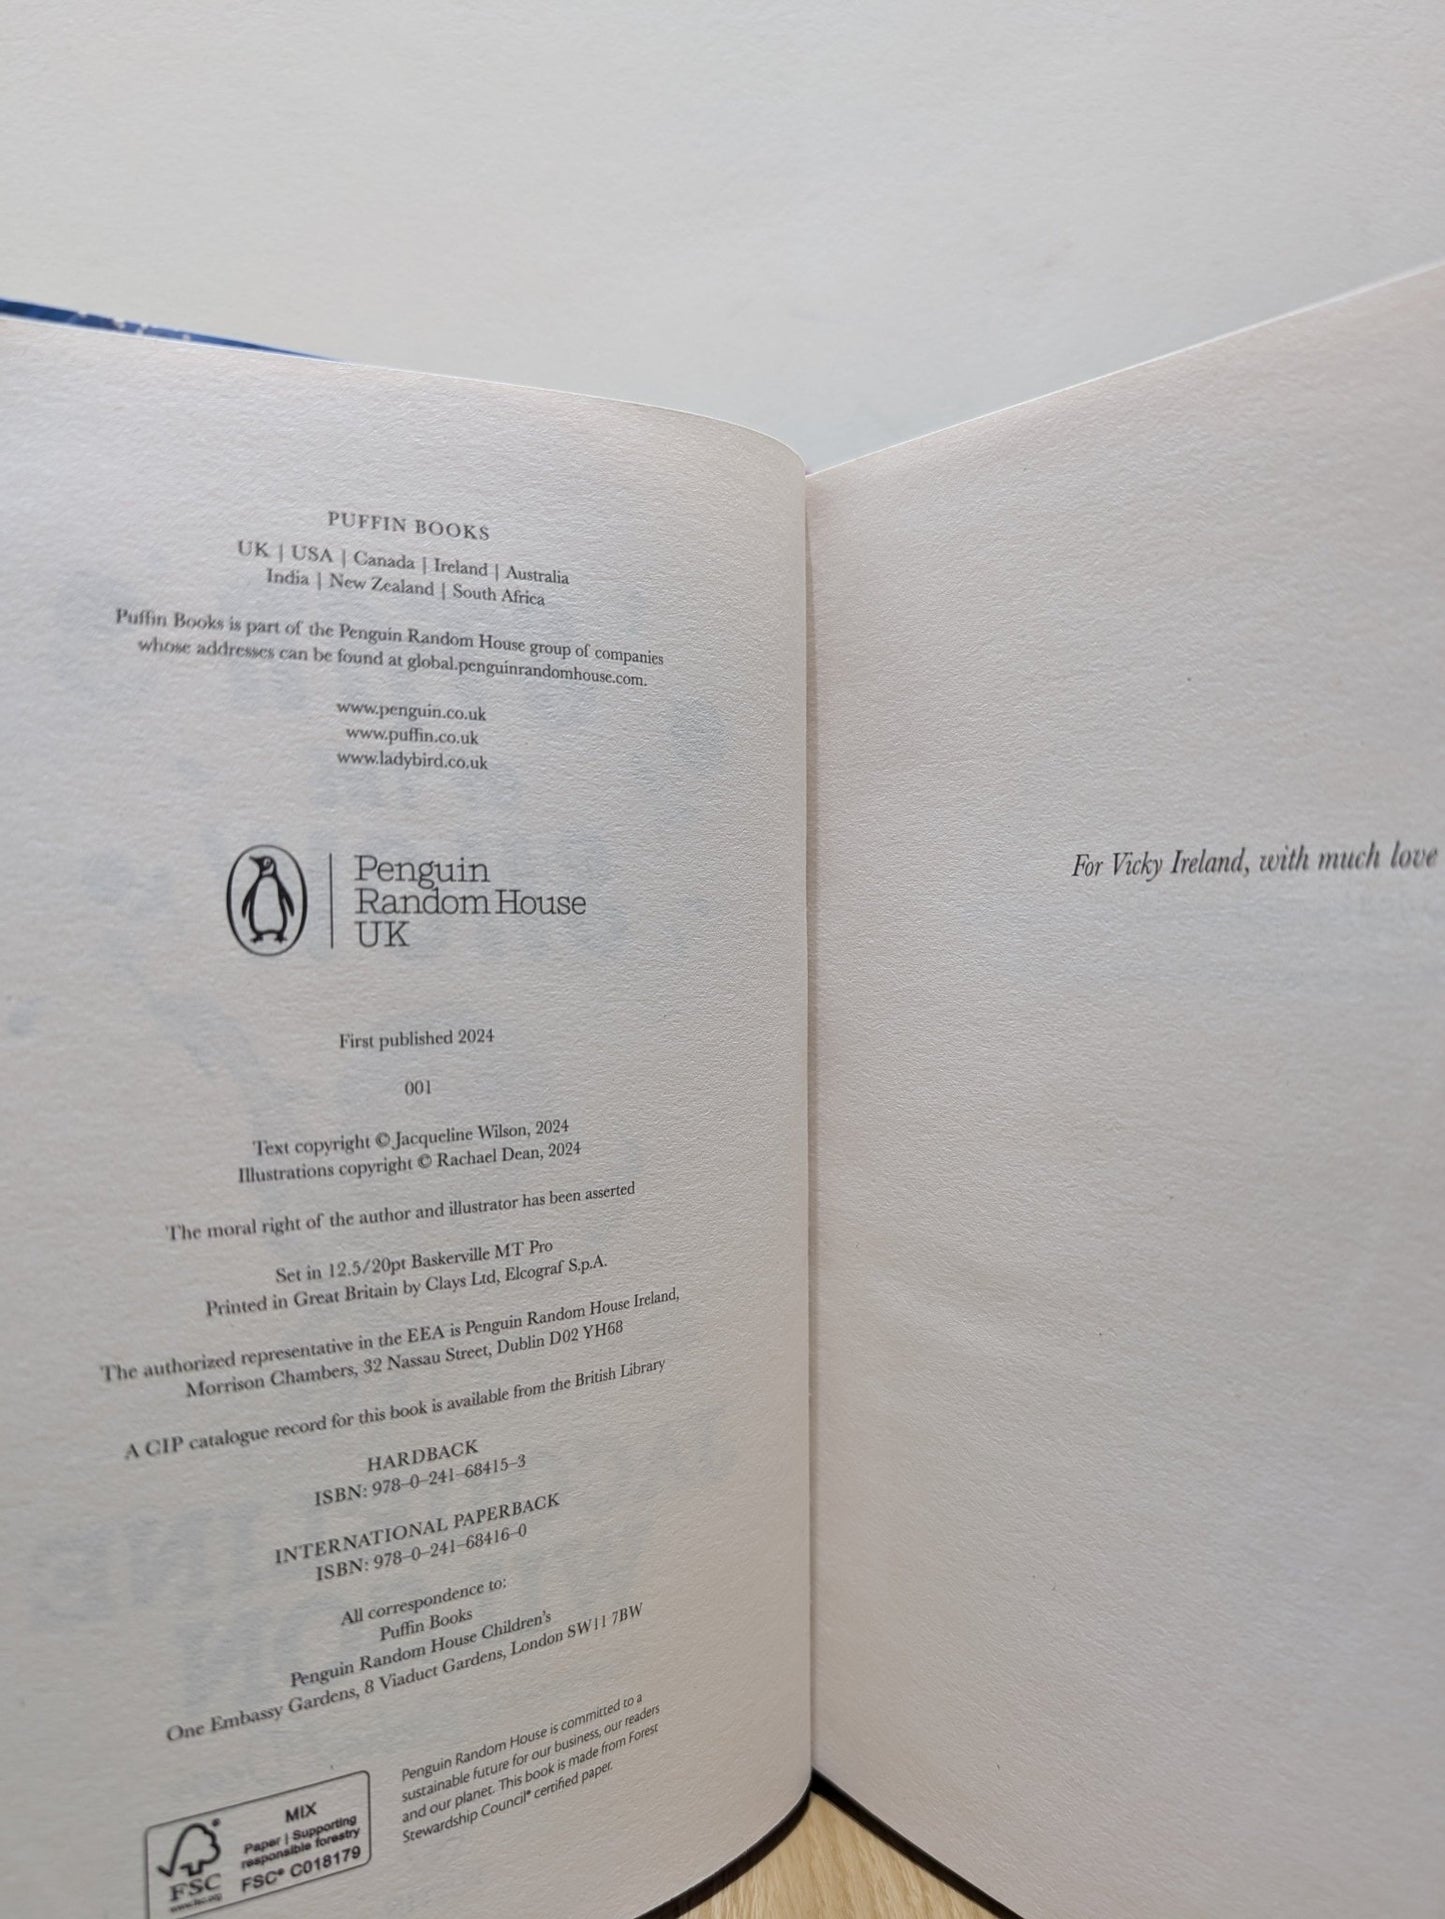 PUFFIN BOOKS
UK | USA | Canada | Ireland | Australia
India | New Zealand | South Africa
Puffin Books is part of the Penguin Random House group of companies
whose addresses can be found at global.penguinrandomhouse.com.
www.penguin.co.uk
www.puffin.co.uk
www.ladybird.co.uk
Penguin
Random House
UK
First published 2024
001
Text copyright © Jacqueline Wilson, 2024
Illustrations copyright © Rachael Dean, 2024
The moral right of the author and illustrator has been asserted
Set in 12.5/20pt Baskerville MT Pro
Printed in Great Britain by Clays Ltd, Elcograf S.p.A.
The authorized representative in the EEA is Penguin Random House Ireland,
Morrison Chambers, 32 Nassau Street, Dublin D02 YH68
A CIP catalogue record for this book is available from the British Library
HARDBACK
ISBN: 978–0–241–68415–3
INTERNATIONAL PAPERBACK
ISBN: 978–0–241–68416–0
All correspondence to:
Puffin Books
Penguin Random House Children's
One Embassy Gardens, 8 Viaduct Gardens, London SW11 7BW
MIX
Paper | Supporting
responsible forestry
FSC® C018179
FSC
www.fsc.org
Penguin Random House is committed to a
sustainable future for our business, our readers
and our planet. This book is made from Forest
Stewardship Council® certified paper.
For Vicky Ireland, with much love